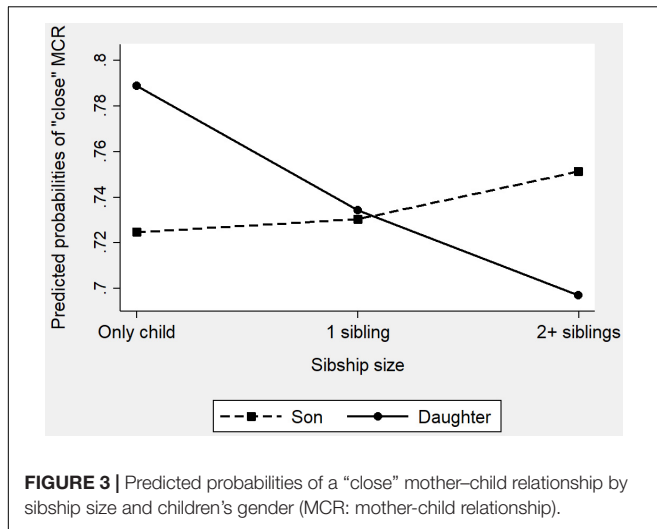 Predicted probabilities of "close" MCR
.8
.78
.76
.74
.72
.7
Only child
1 sibling
2+ siblings
Sibship size
Son
Daughter
FIGURE 3 | Predicted probabilities of a “close” mother–child relationship by
sibship size and children’s gender (MCR: mother-child relationship).